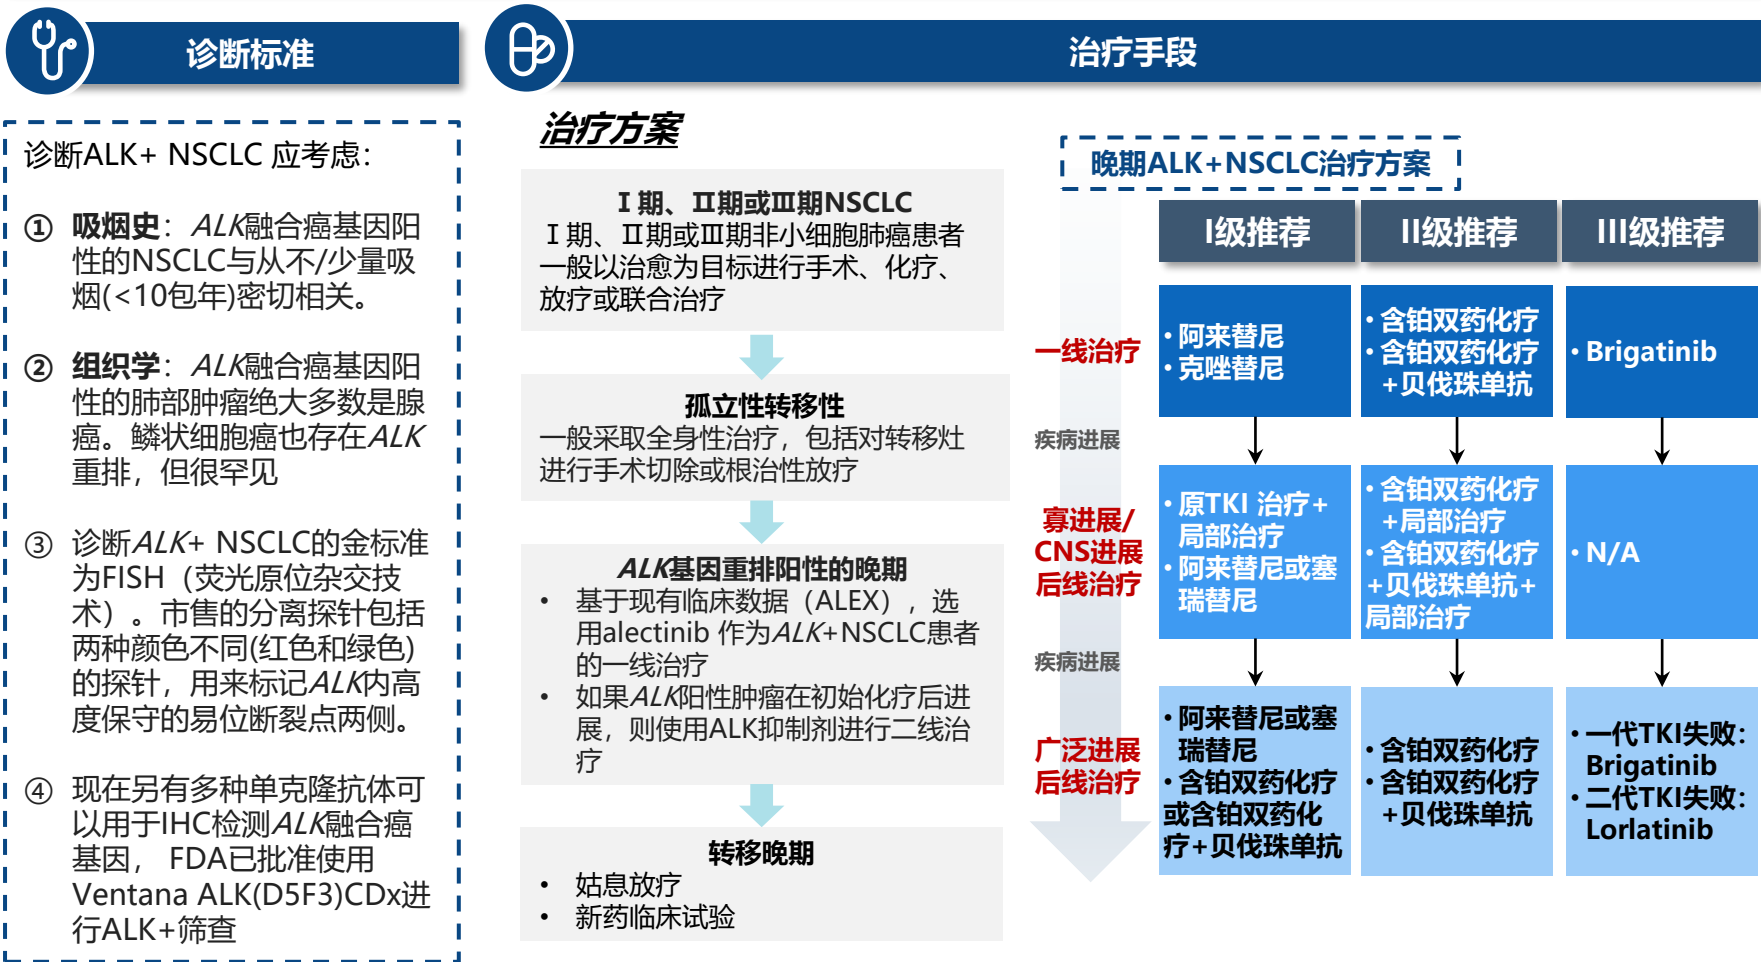 诊断标准
诊断ALK+ NSCLC 应考虑：
① 吸烟史：ALK融合癌基因阳
性的NSCLC与从不/少量吸
烟(<10包年)密切相关。
② 组织学：ALK融合癌基因阳
性的肺部肿瘤绝大多数是腺
癌。鳞状细胞癌也存在ALK
重排，但很罕见
③ 诊断ALK+ NSCLC的金标准
为FISH（荧光原位杂交技
术）。市售的分离探针包括
两种颜色不同(红色和绿色)
的探针，用来标记ALK内高
度保守的易位断裂点两侧。
④ 现在另有多种单克隆抗体可
以用于IHC检测ALK融合癌
基因， FDA已批准使用
Ventana ALK(D5F3)CDx进
行ALK+筛查
治疗手段
治疗方案
Ⅰ期、Ⅱ期或Ⅲ期NSCLC
Ⅰ期、Ⅱ期或Ⅲ期非小细胞肺癌患者
一般以治愈为目标进行手术、化疗、
放疗或联合治疗
孤立性转移性
一般采取全身性治疗，包括对转移灶
进行手术切除或根治性放疗
ALK基因重排阳性的晚期
• 基于现有临床数据（ALEX），选
用alectinib 作为ALK+NSCLC患者
的一线治疗
• 如果ALK阳性肿瘤在初始化疗后进
展，则使用ALK抑制剂进行二线治
疗
转移晚期
• 姑息放疗
• 新药临床试验
晚期ALK+NSCLC治疗方案
I级推荐
II级推荐
III级推荐
一线治疗
• 阿来替尼
• 克唑替尼
• 含铂双药化疗
• 含铂双药化疗
+贝伐珠单抗
• Brigatinib
疾病进展
寡进展/
CNS进展
后线治疗
• 原TKI 治疗+
局部治疗
• 阿来替尼或塞
瑞替尼
• 含铂双药化疗
+局部治疗
• 含铂双药化疗
+贝伐珠单抗+
局部治疗
• N/A
疾病进展
广泛进展
后线治疗
• 阿来替尼或塞
瑞替尼
• 含铂双药化疗
或含铂双药化
疗+贝伐珠单抗
• 含铂双药化疗
• 含铂双药化疗
+贝伐珠单抗
• 一代TKI失败：
Brigatinib
• 二代TKI失败：
Lorlatinib